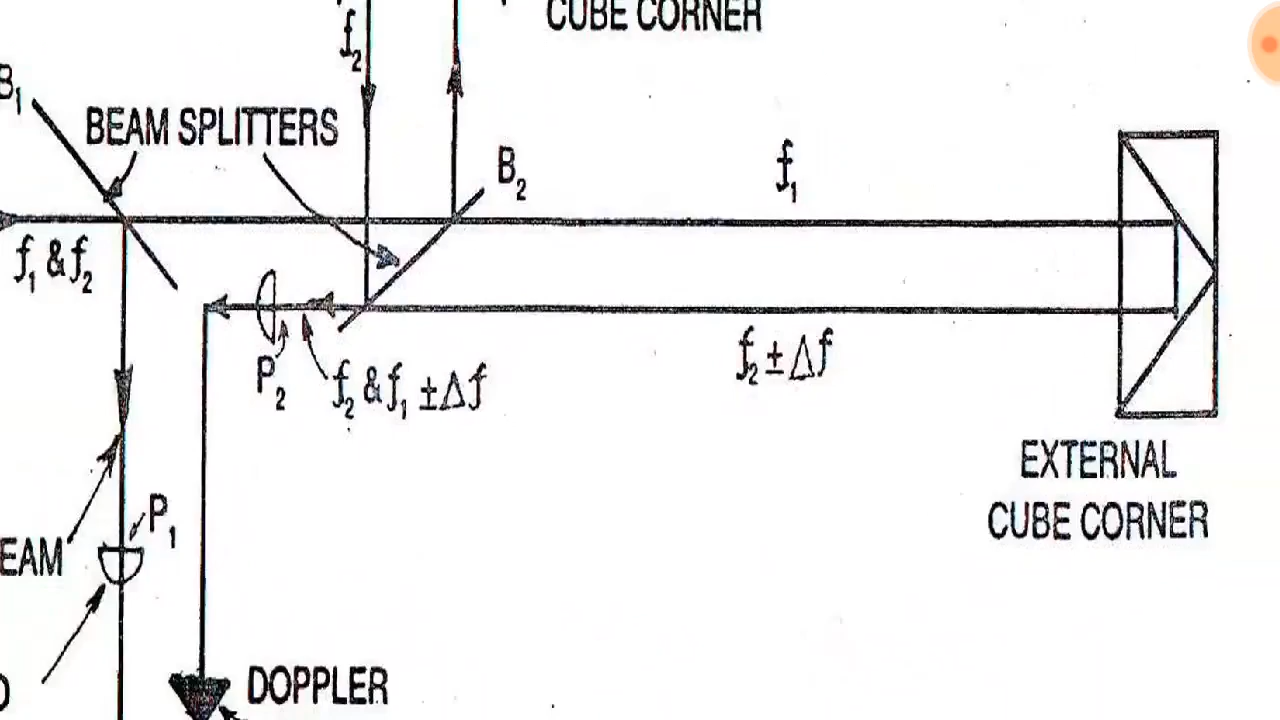 CUBE CORNER
f₂
B₁
BEAM SPLITTERS
B₂
f₁
f₁ & f₂
P₂
f₂ & f₁ ± Δf
f₂ ± Δf
EXTERNAL
CUBE CORNER
P₁
EAM
DOPPLER